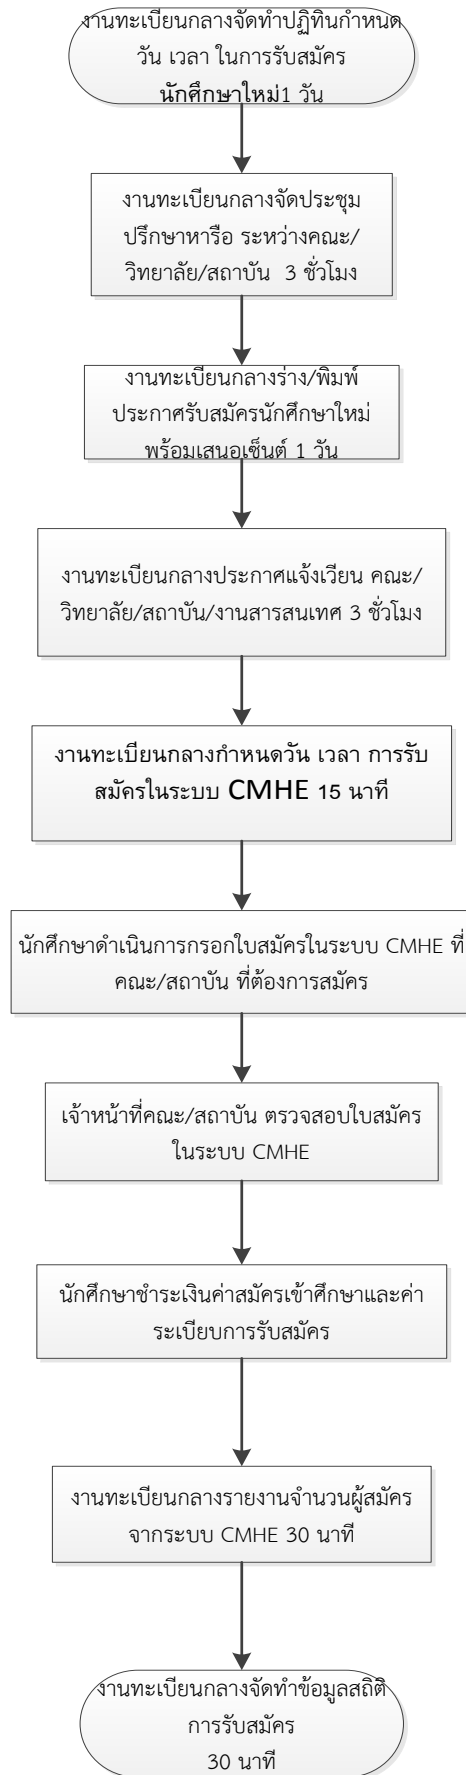 งานทะเบียนกลางจัดทำปฏิทินกำหนด
วัน เวลา ในการรับสมัคร
นักศึกษาใหม่1 วัน
งานทะเบียนกลางจัดประชุม
ปรึกษาหารือ ระหว่างคณะ/
วิทยาลัย/สถาบัน 3 ชั่วโมง
งานทะเบียนกลางร่าง/พิมพ์
ประกาศรับสมัครนักศึกษาใหม่
พร้อมเสนอเซ็นต์ 1 วัน
งานทะเบียนกลางประกาศแจ้งเวียน คณะ/
วิทยาลัย/สถาบัน/งานสารสนเทศ 3 ชั่วโมง
งานทะเบียนกลางกำหนดวัน เวลา การรับ
สมัครในระบบ CMHE 15 นาที
นักศึกษาดำเนินการกรอกใบสมัครในระบบ CMHE ที่
คณะ/สถาบัน ที่ต้องการสมัคร
เจ้าหน้าที่คณะ/สถาบัน ตรวจสอบใบสมัคร
ในระบบ CMHE
นักศึกษาชำระเงินค่าสมัครเข้าศึกษาและค่า
ระเบียบการรับสมัคร
งานทะเบียนกลางรายงานจำนวนผู้สมัคร
จากระบบ CMHE 30 นาที
งานทะเบียนกลางจัดทำข้อมูลสถิติ
การรับสมัคร
30 นาที